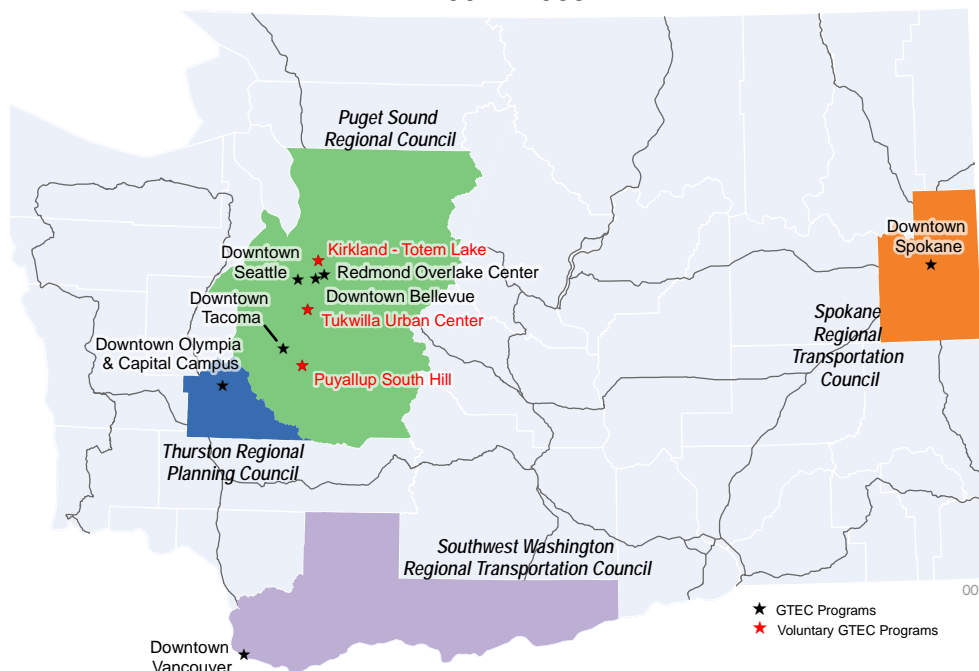 Puget Sound
Regional Council
Kirkland - Totem Lake
Downtown
Seattle
Redmond Overlake Center
Downtown Bellevue
Downtown
Tacoma
Tukwilla Urban Center
Downtown Olympia
& Capital Campus
Puyallup South Hill
Thurston Regional
Planning Council
Downtown
Spokane
Spokane
Regional
Transportation
Council
Southwest Washington
Regional Transportation Council
Downtown
Vancouver
GTEC Programs
Voluntary GTEC Programs
00